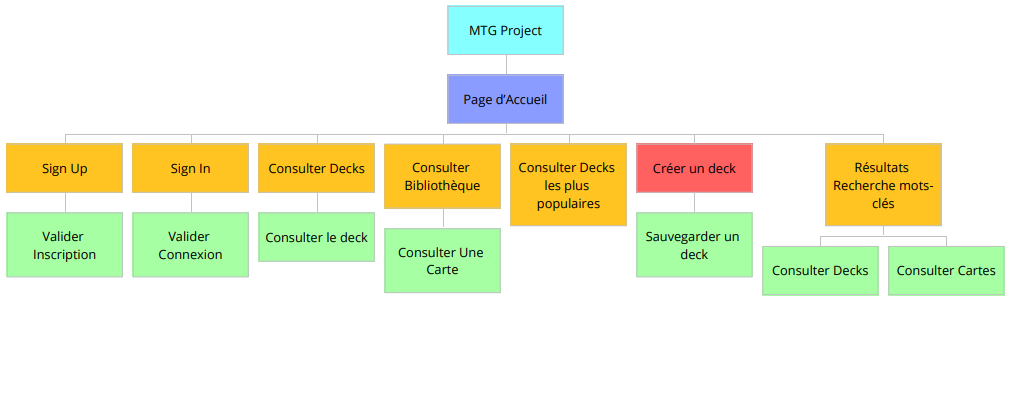 MTG Project
Page d'Accueil
Sign Up
Sign In
Consulter Decks
Consulter
Bibliothèque
Consulter Decks
les plus
populaires
Créer un deck
Résultats
Recherche mots-
clés
Valider
Inscription
Valider
Connexion
Consulter le deck
Consulter Une
Carte
Sauvegarder un
deck
Consulter Decks
Consulter Cartes